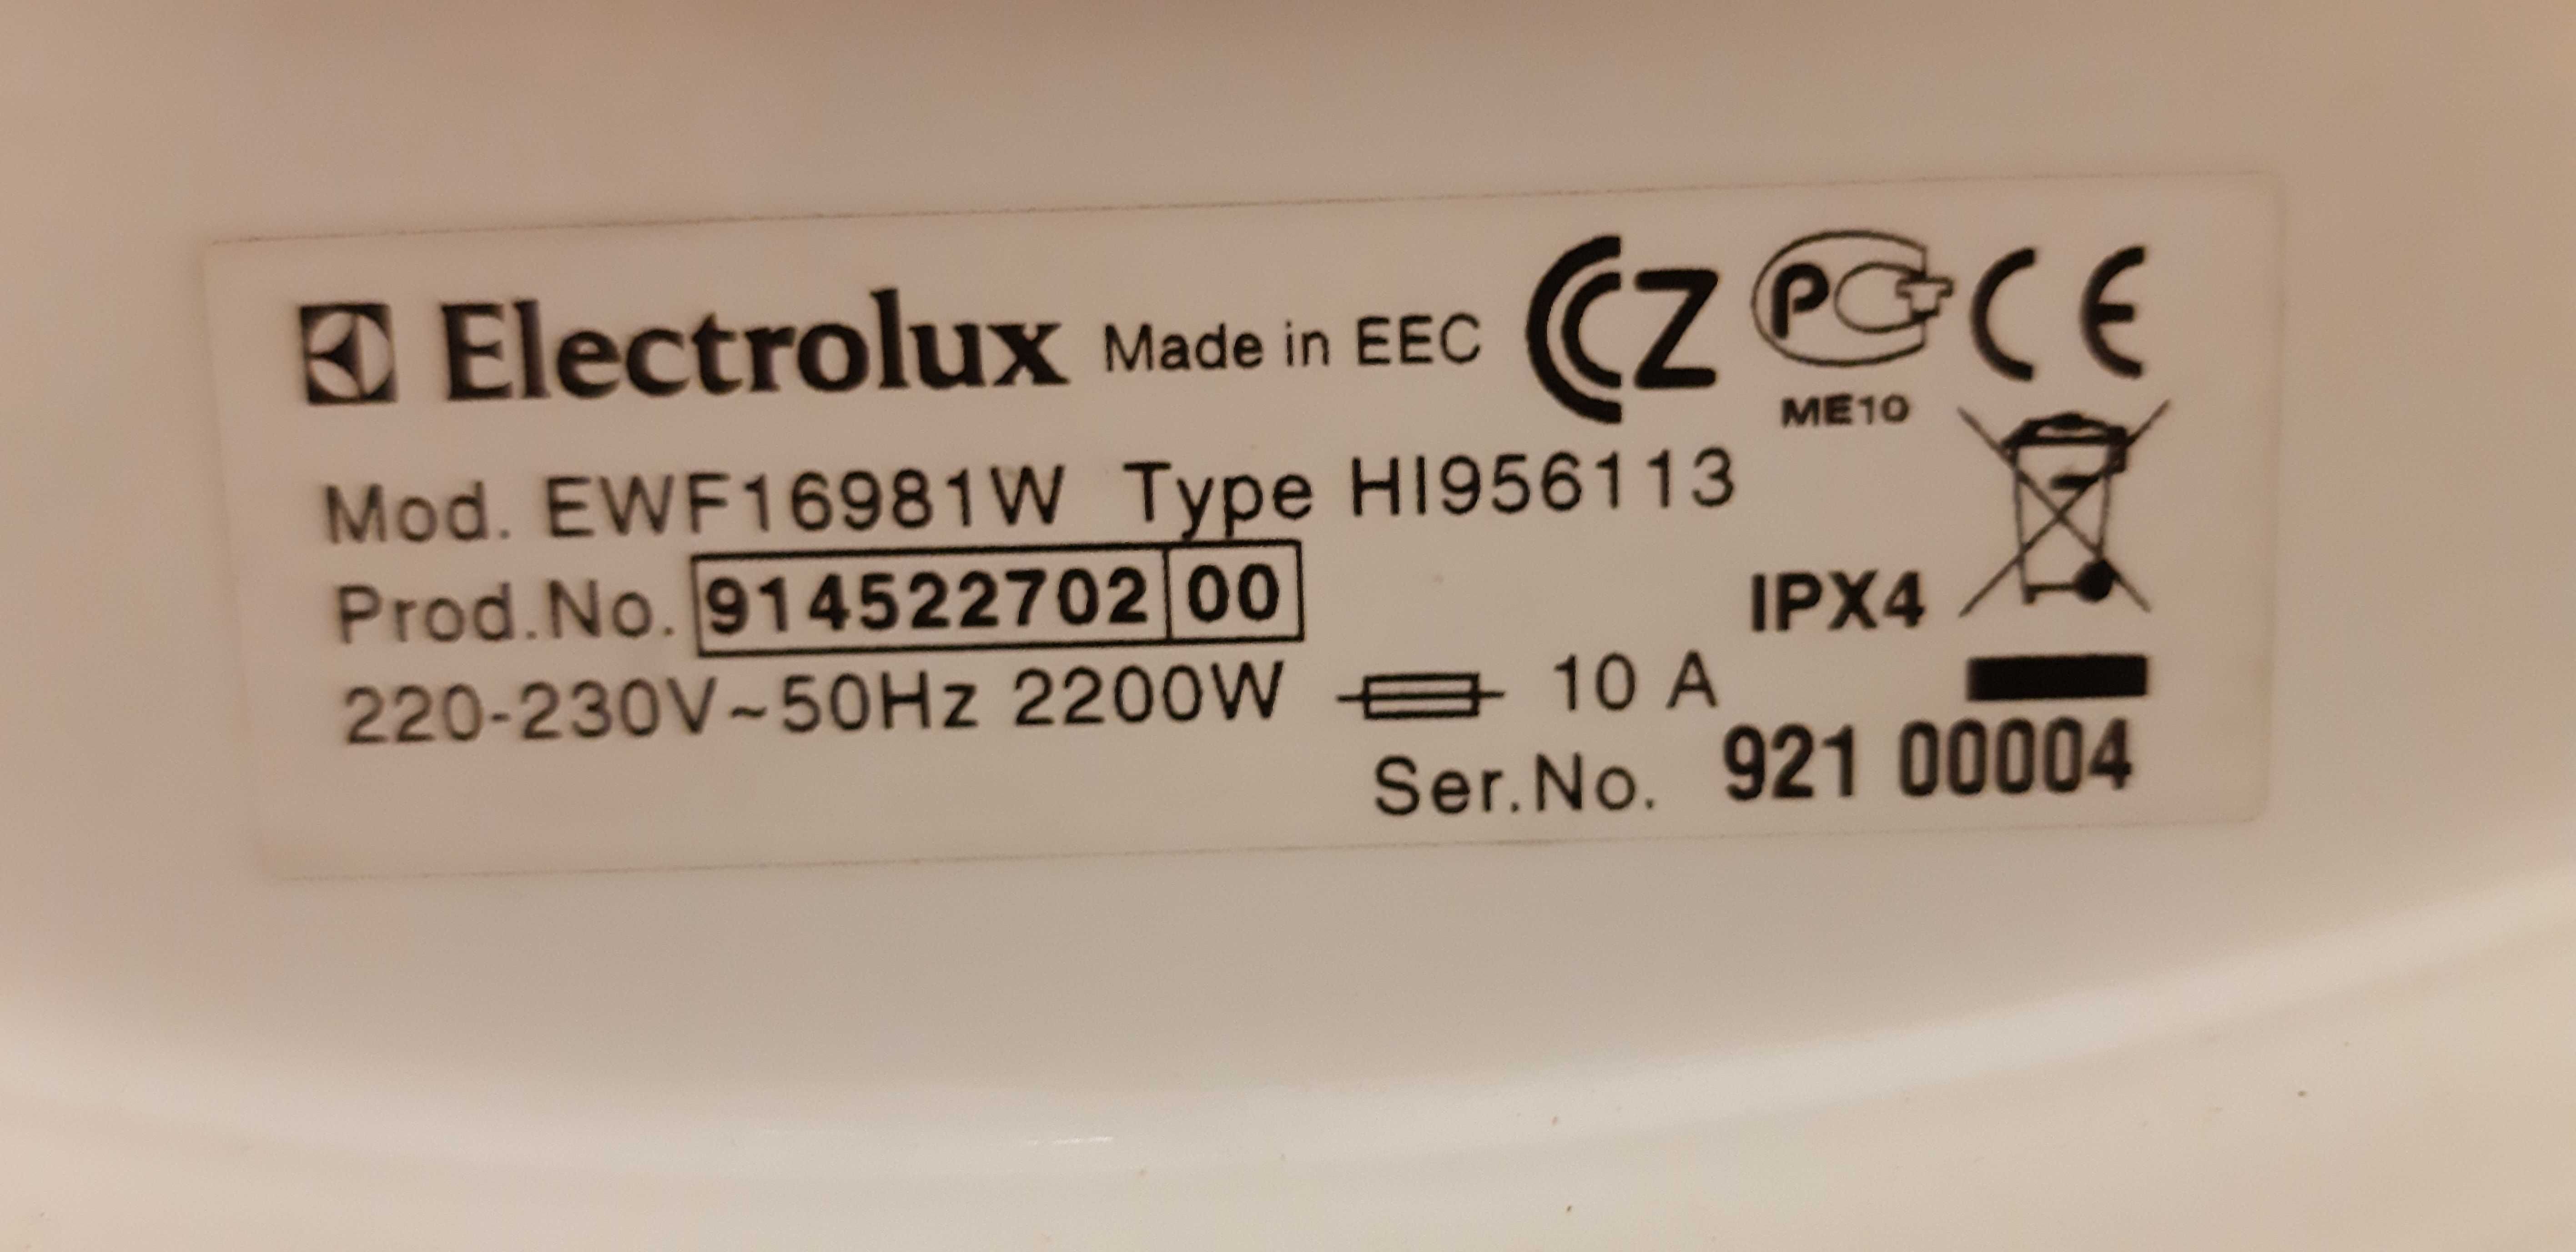 Electrolux Made in EEC CZ PC CE
ME10
Mod. EWF16981W Type HI956113
Prod.No. 914522702 00
IPX4
220-230V~50Hz 2200W 10 A
Ser.No. 921 00004